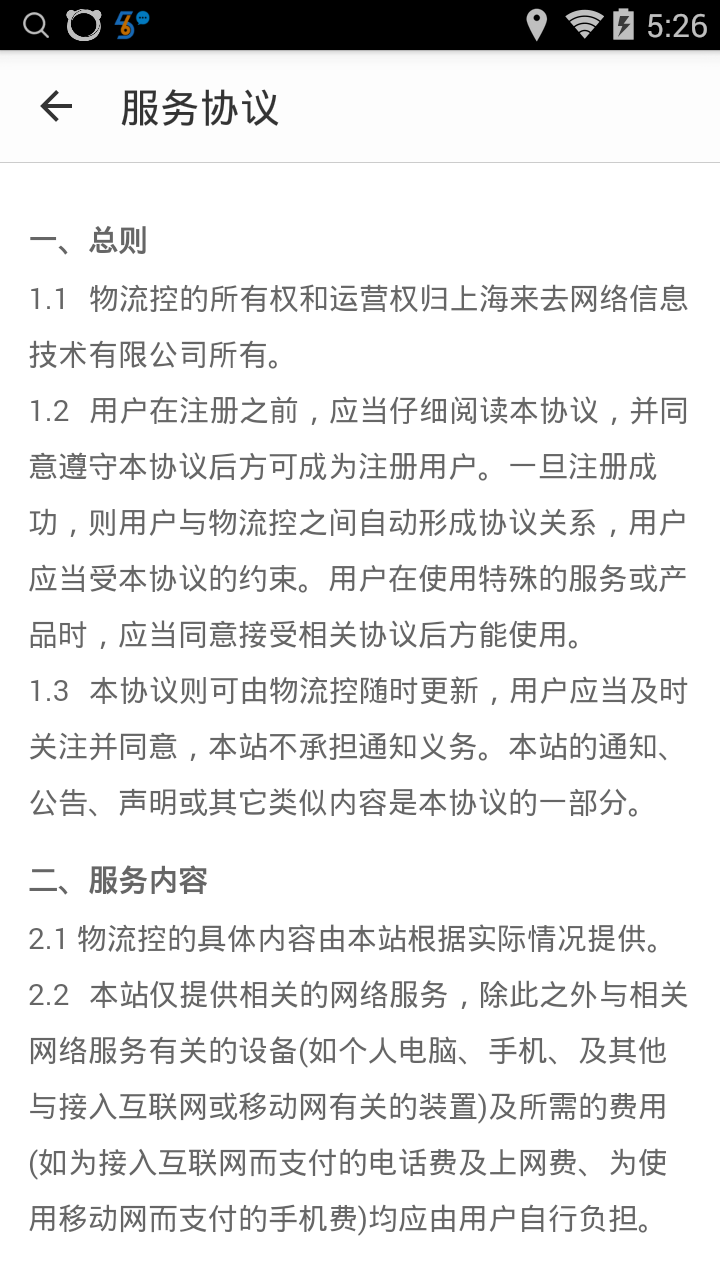 5:26
服务协议
一、总则
1.1 物流控的所有权和运营权归上海来去网络信息
技术有限公司所有。
1.2 用户在注册之前，应当仔细阅读本协议，并同
意遵守本协议后方可成为注册用户。一旦注册成
功，则用户与物流控之间自动形成协议关系，用户
应当受本协议的约束。用户在使用特殊的服务或产
品时，应当同意接受相关协议后方能使用。
1.3 本协议则可由物流控随时更新，用户应当及时
关注并同意，本站不承担通知义务。本站的通知、
公告、声明或其它类似内容是本协议的一部分。
二、服务内容
2.1 物流控的具体内容由本站根据实际情况提供。
2.2 本站仅提供相关的网络服务，除此之外与相关
网络服务有关的设备(如个人电脑、手机、及其他
与接入互联网或移动网有关的装置)及所需的费用
(如为接入互联网而支付的电话费及上网费、为使
用移动网而支付的手机费)均应由用户自行负担。